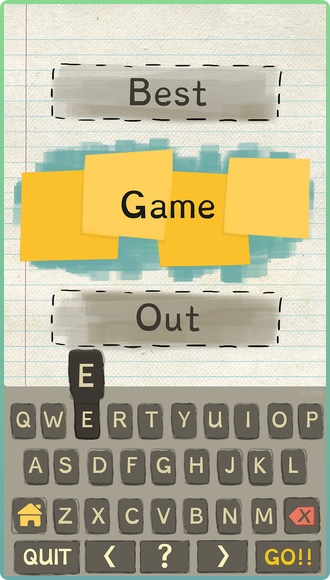 Best
Game
Out
E
Q W E R T Y U I O P
A S D F G H J K L
Z X C V B N M X
QUIT < ? > GO!!